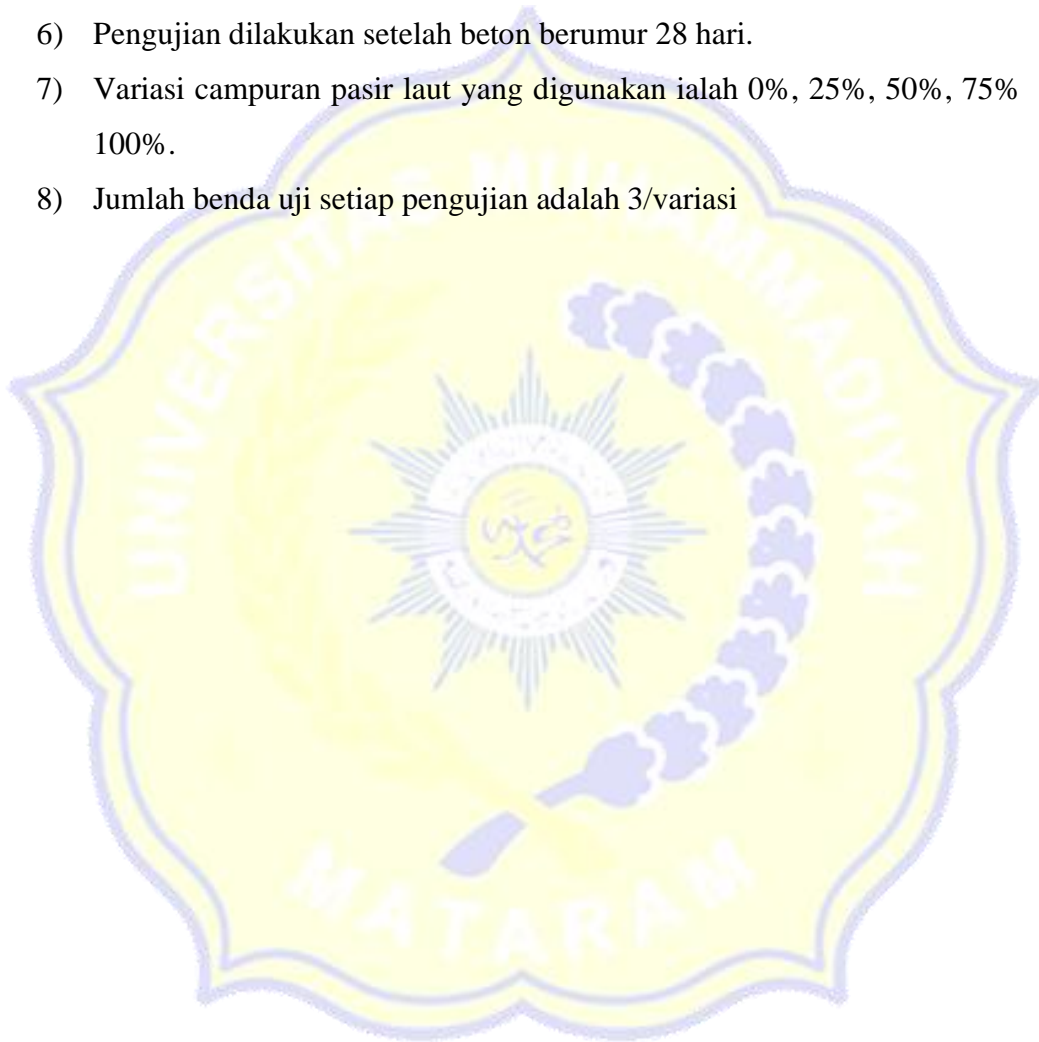 6) Pengujian dilakukan setelah beton berumur 28 hari.
7) Variasi campuran pasir laut yang digunakan ialah 0%, 25%, 50%, 75%
100%.
8) Jumlah benda uji setiap pengujian adalah 3/variasi
UNIVERSITAS MUHAMMADIYAH
MATARAM